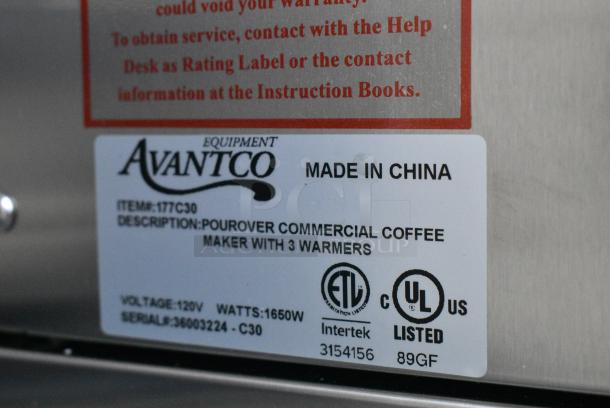 could void your warranty.
To obtain service, contact with the Help
Desk as Rating Label or the contact
information at the Instruction Books.
EQUIPMENT
AVANTCO
MADE IN CHINA
ITEM#:177C30
DESCRIPTION:POUROVER COMMERCIAL COFFEE
MAKER WITH 3 WARMERS
VOLTAGE:120V WATTS:1650W
SERIAL#:36003224 - C30
ETL
Intertek
3154156
C UL US
LISTED
89GF